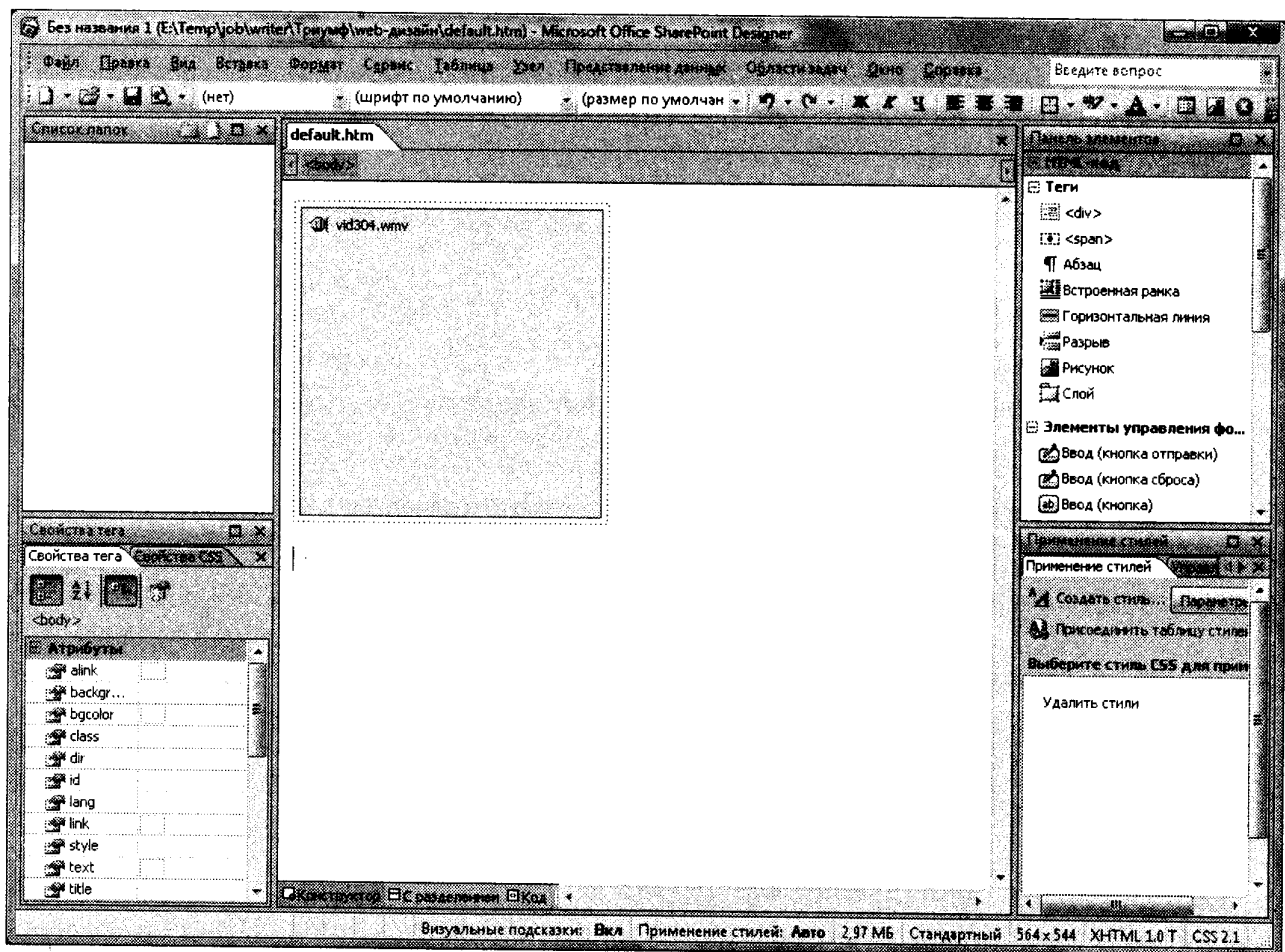 Без названия 1 (E:\Temp\job\writer\Триумф\web-дизайн\default.htm) - Microsoft Office SharePoint Designer
Файл Правка Вид Вставка Формат Сервис Таблица Узел Представление данных Области задач Окно Справка Введите вопрос
(нет) (шрифт по умолчанию) (размер по умолчан Ж К Ч
Список папок
default.htm
<body>
vid304.wmv
Свойства тега
Свойства тега Свойства CSS
<body>
Атрибуты
alink
backgr...
bgcolor
class
dir
id
lang
link
style
text
title
Конструктор С разделением Код
Панель элементов
HTML-код
Теги
<div>
<span>
Абзац
Встроенная рамка
Горизонтальная линия
Разрыв
Рисунок
Слой
Элементы управления фо...
Ввод (кнопка отправки)
Ввод (кнопка сброса)
Ввод (кнопка)
Применение стилей
Применение стилей Управл
Создать стиль... Параметры
Присоединить таблицу стилей
Выберите стиль CSS для прим
Удалить стили
Визуальные подсказки: Вкл Применение стилей: Авто 2,97 МБ Стандартный 564 x 544 XHTML 1.0 T CSS 2.1